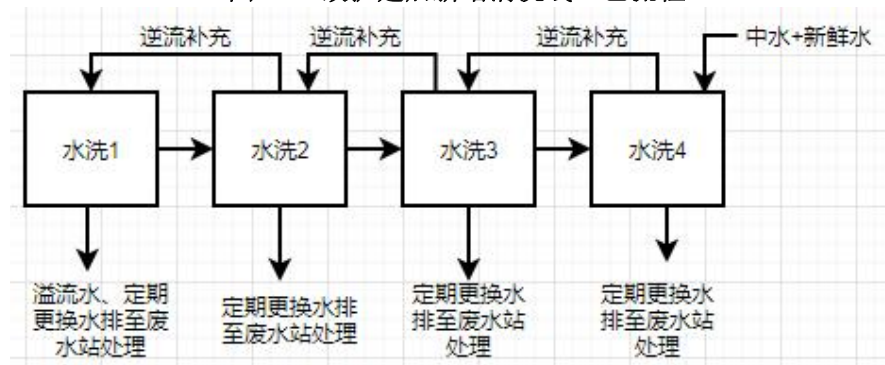 逆流补充
逆流补充
逆流补充
中水+新鲜水
水洗1
水洗2
水洗3
水洗4
溢流水、定期
更换水排至废
水站处理
定期更换水排
至废水站处理
定期更换水
排至废水站
处理
定期更换水
排至废水站
处理